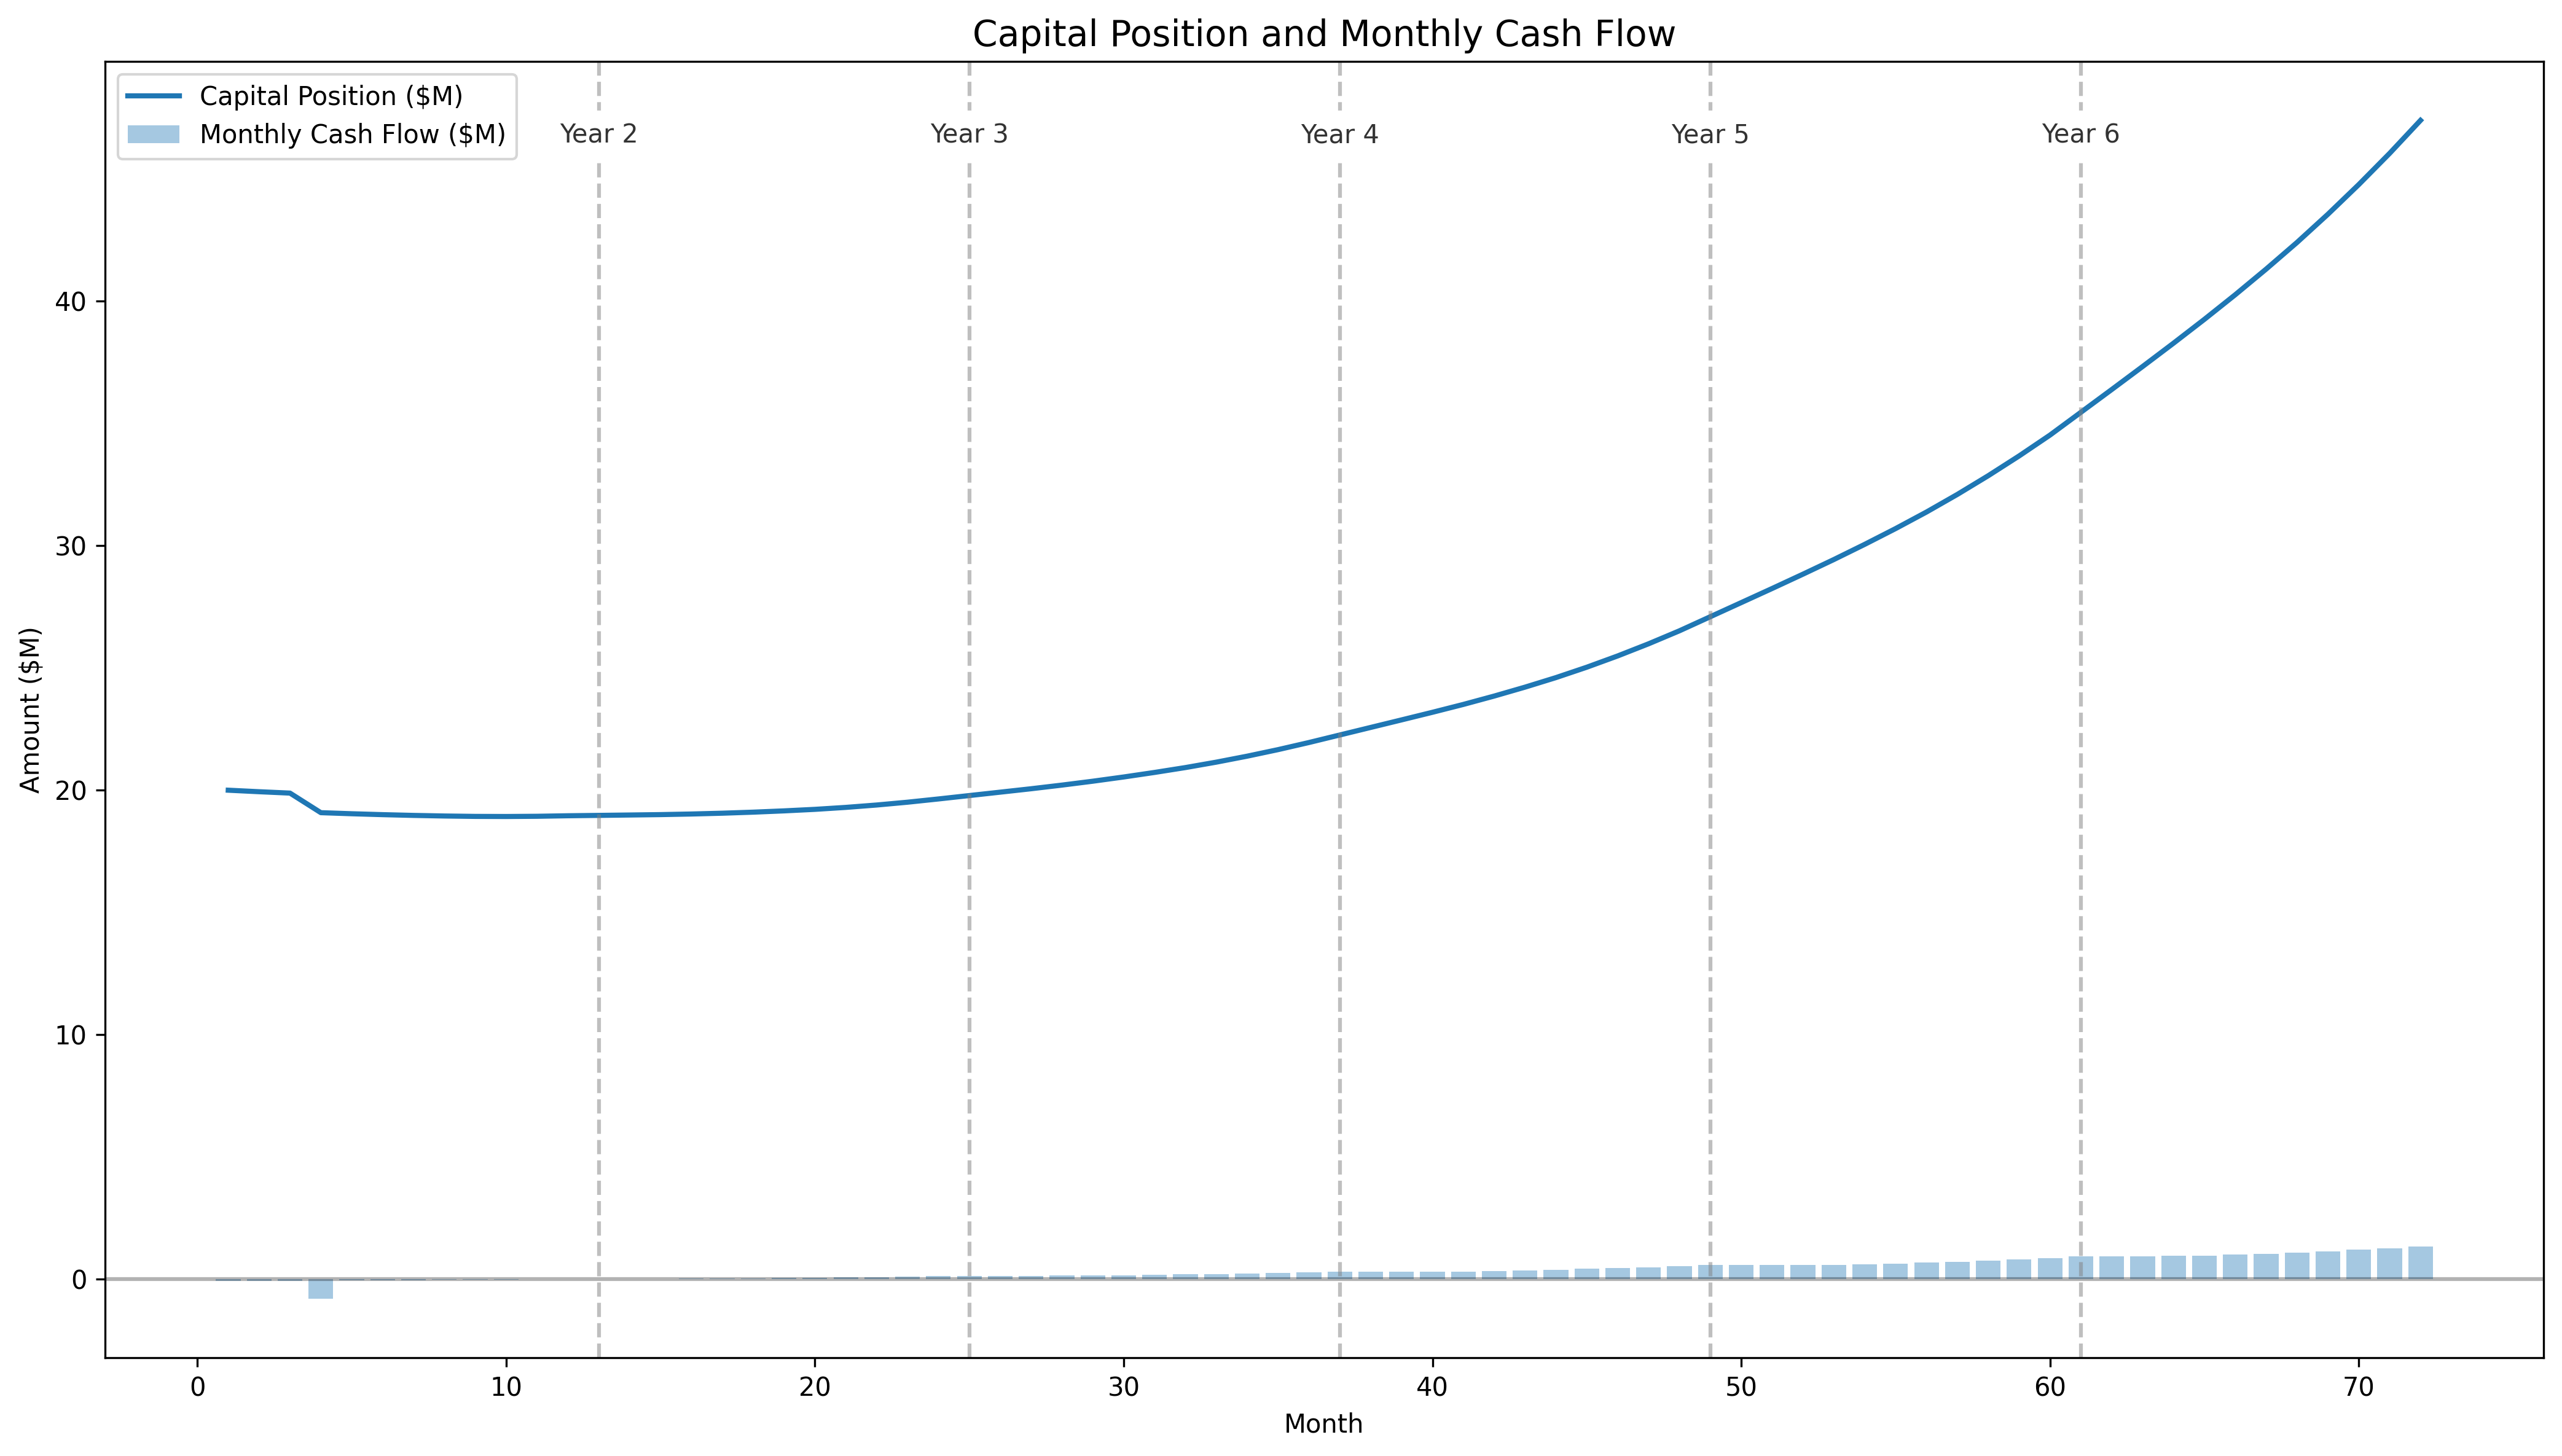 Capital Position and Monthly Cash Flow
Capital Position ($M)
Monthly Cash Flow ($M)
Year 2
Year 3
Year 4
Year 5
Year 6
Amount ($M)
40
30
20
10
0
0
10
20
30
40
50
60
70
Month